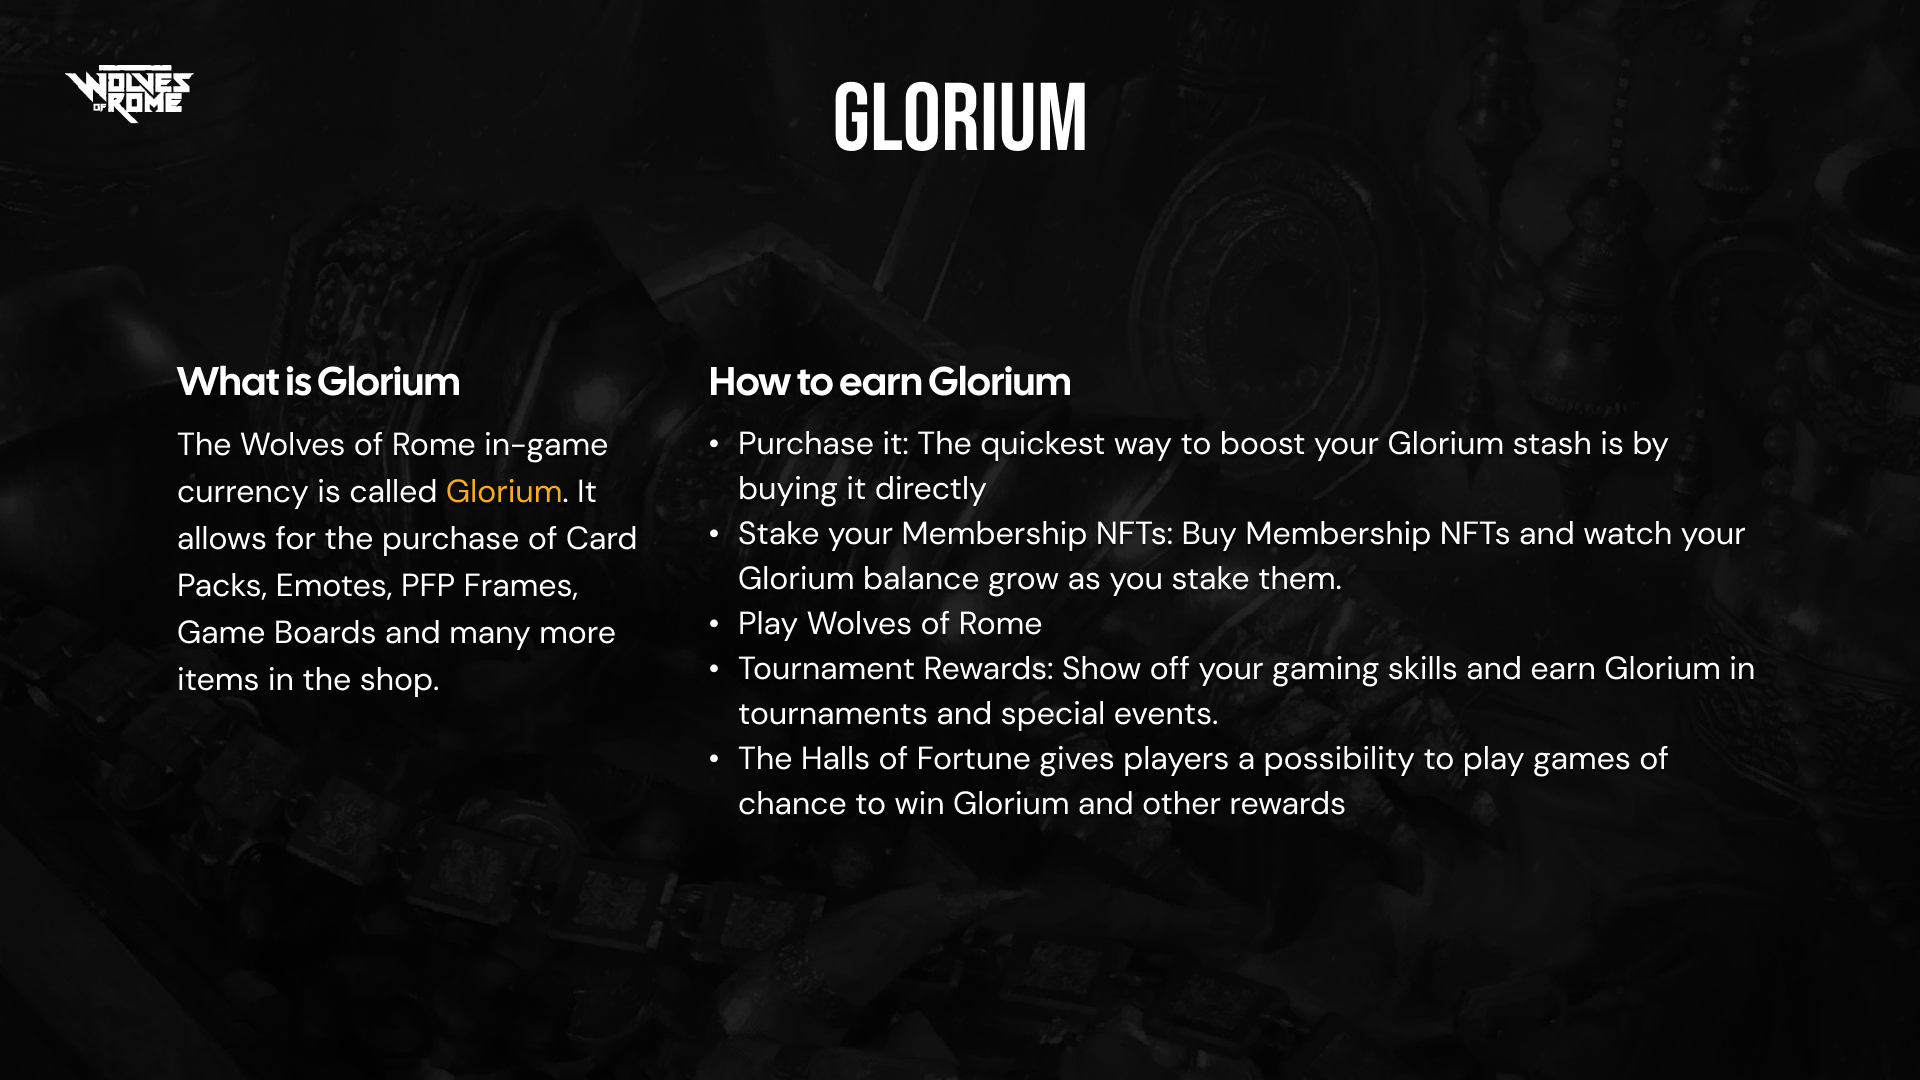 WOLVES
OF ROME
GLORIUM
What is Glorium
The Wolves of Rome in-game
currency is called Glorium. It
allows for the purchase of Card
Packs, Emotes, PFP Frames,
Game Boards and many more
items in the shop.
How to earn Glorium
• Purchase it: The quickest way to boost your Glorium stash is by
buying it directly
• Stake your Membership NFTs: Buy Membership NFTs and watch your
Glorium balance grow as you stake them.
• Play Wolves of Rome
• Tournament Rewards: Show off your gaming skills and earn Glorium in
tournaments and special events.
• The Halls of Fortune gives players a possibility to play games of
chance to win Glorium and other rewards